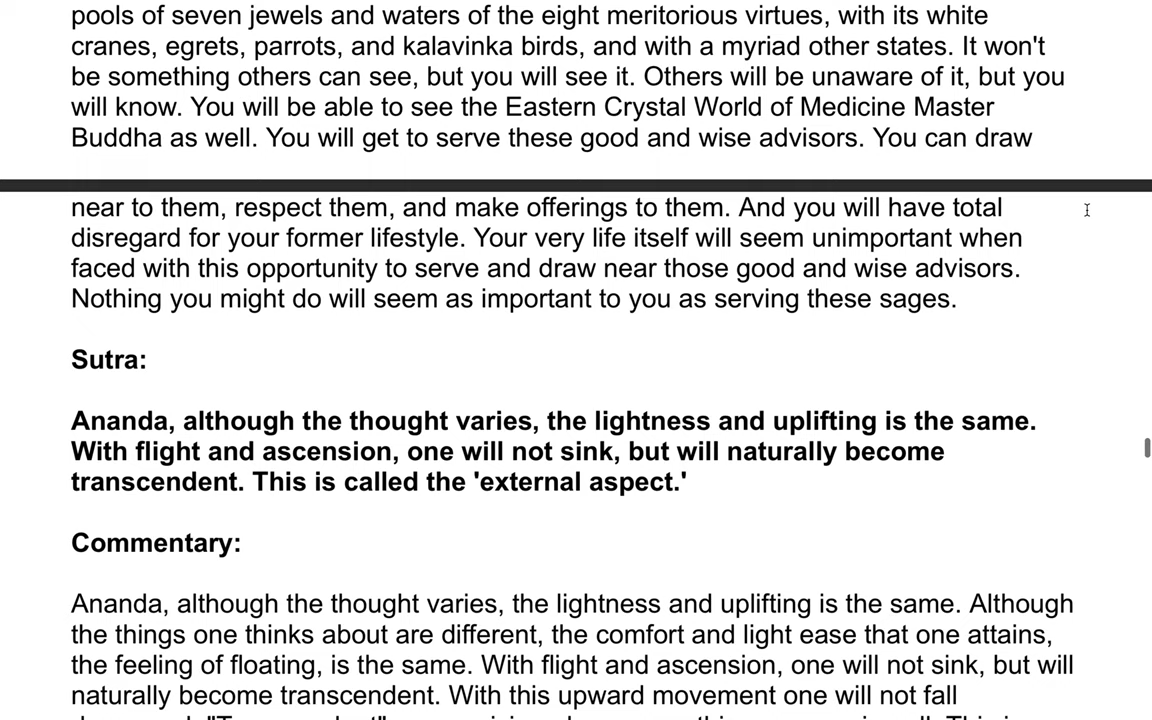 pools of seven jewels and waters of the eight meritorious virtues, with its white
cranes, egrets, parrots, and kalavinka birds, and with a myriad other states. It won't
be something others can see, but you will see it. Others will be unaware of it, but you
will know. You will be able to see the Eastern Crystal World of Medicine Master
Buddha as well. You will get to serve these good and wise advisors. You can draw
near to them, respect them, and make offerings to them. And you will have total
disregard for your former lifestyle. Your very life itself will seem unimportant when
faced with this opportunity to serve and draw near those good and wise advisors.
Nothing you might do will seem as important to you as serving these sages.
Sutra:
Ananda, although the thought varies, the lightness and uplifting is the same.
With flight and ascension, one will not sink, but will naturally become
transcendent. This is called the 'external aspect.'
Commentary:
Ananda, although the thought varies, the lightness and uplifting is the same. Although
the things one thinks about are different, the comfort and light ease that one attains,
the feeling of floating, is the same. With flight and ascension, one will not sink, but will
naturally become transcendent. With this upward movement one will not fall